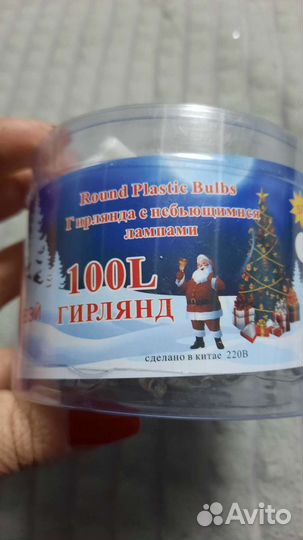 Round Plastic Bulbs
Гирлянда с небьющимися
лампами
100L
ГИРЛЯНД
сделано в китае 220В
Avito